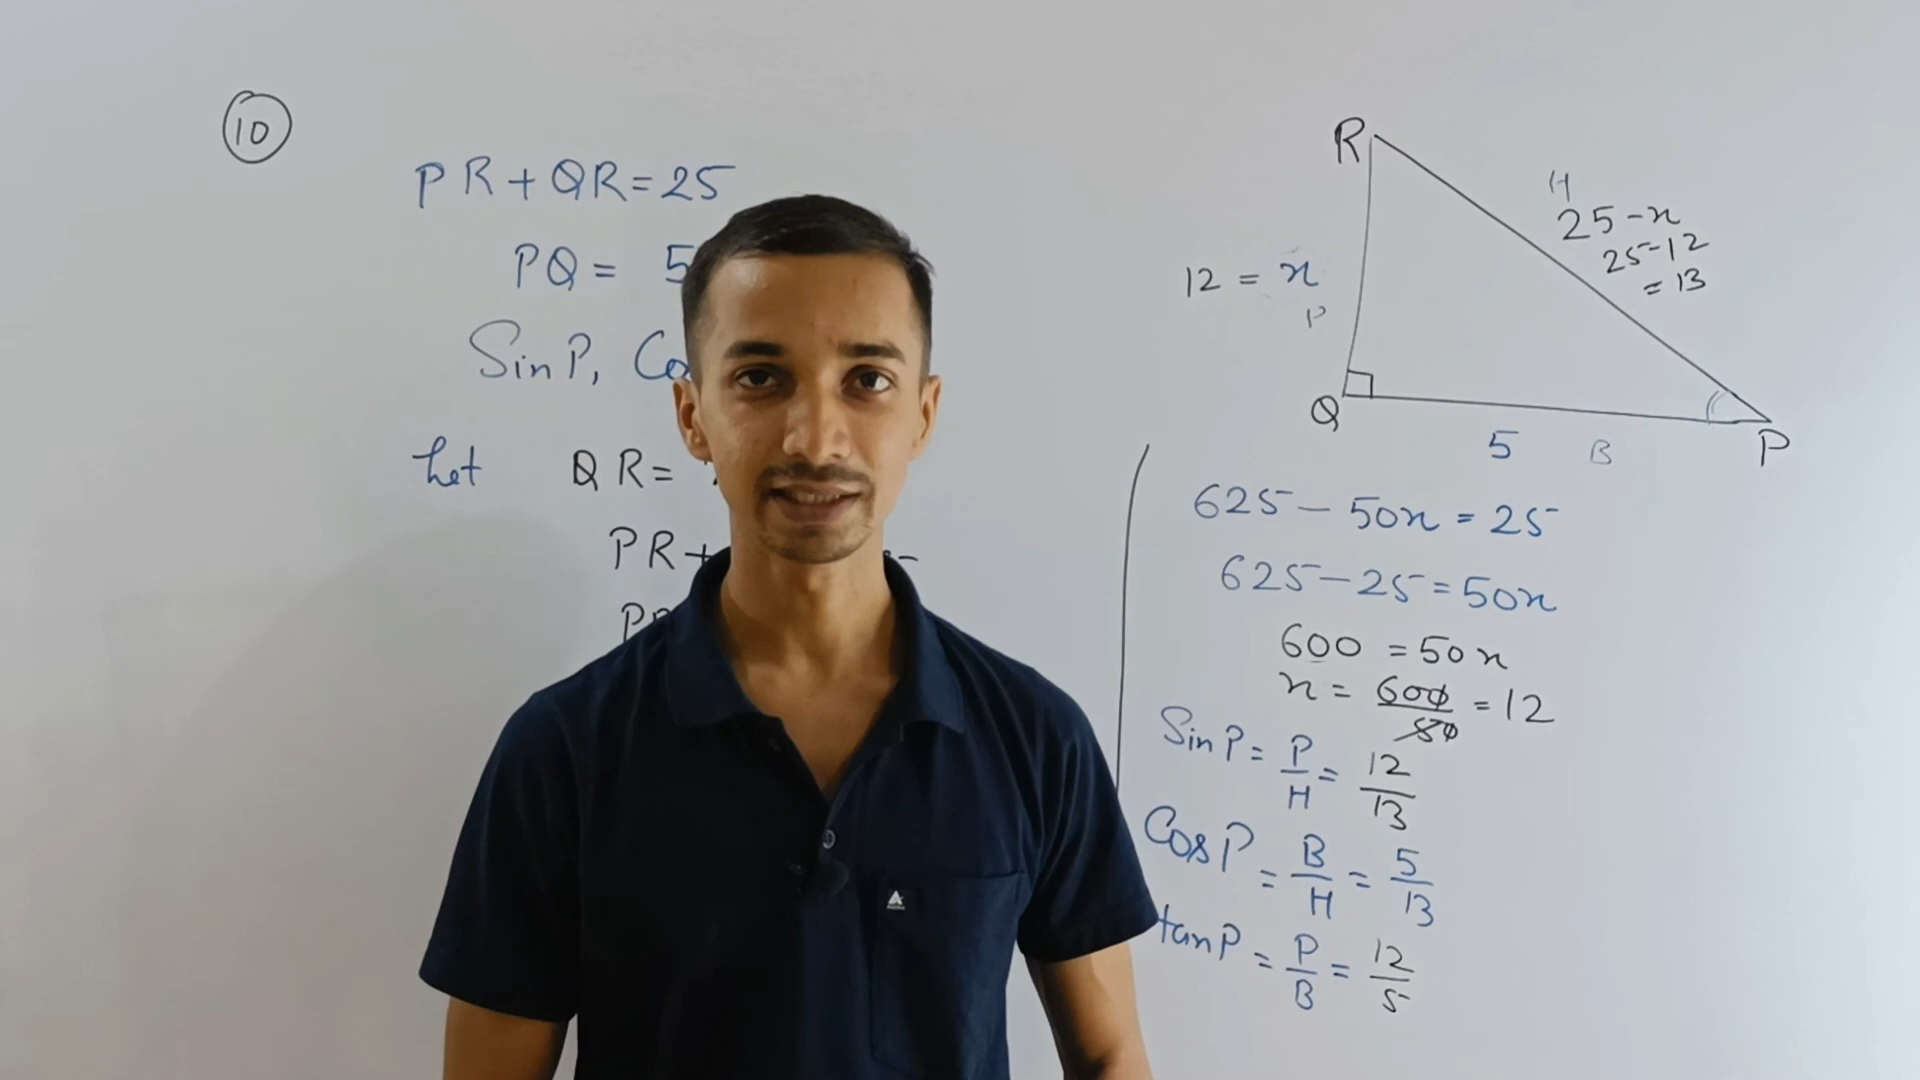 10
PR + QR = 25
PQ = 5
Sin P,
Let QR =
PR +
R
H
25 - x
25 - 12
= 13
12 = x
P
Q
5 B
P
625 - 50x = 25
625 - 25 = 50x
600 = 50x
x = 600/50 = 12
Sin P = P/H = 12/13
Cos P = B/H = 5/13
tan P = P/B = 12/5